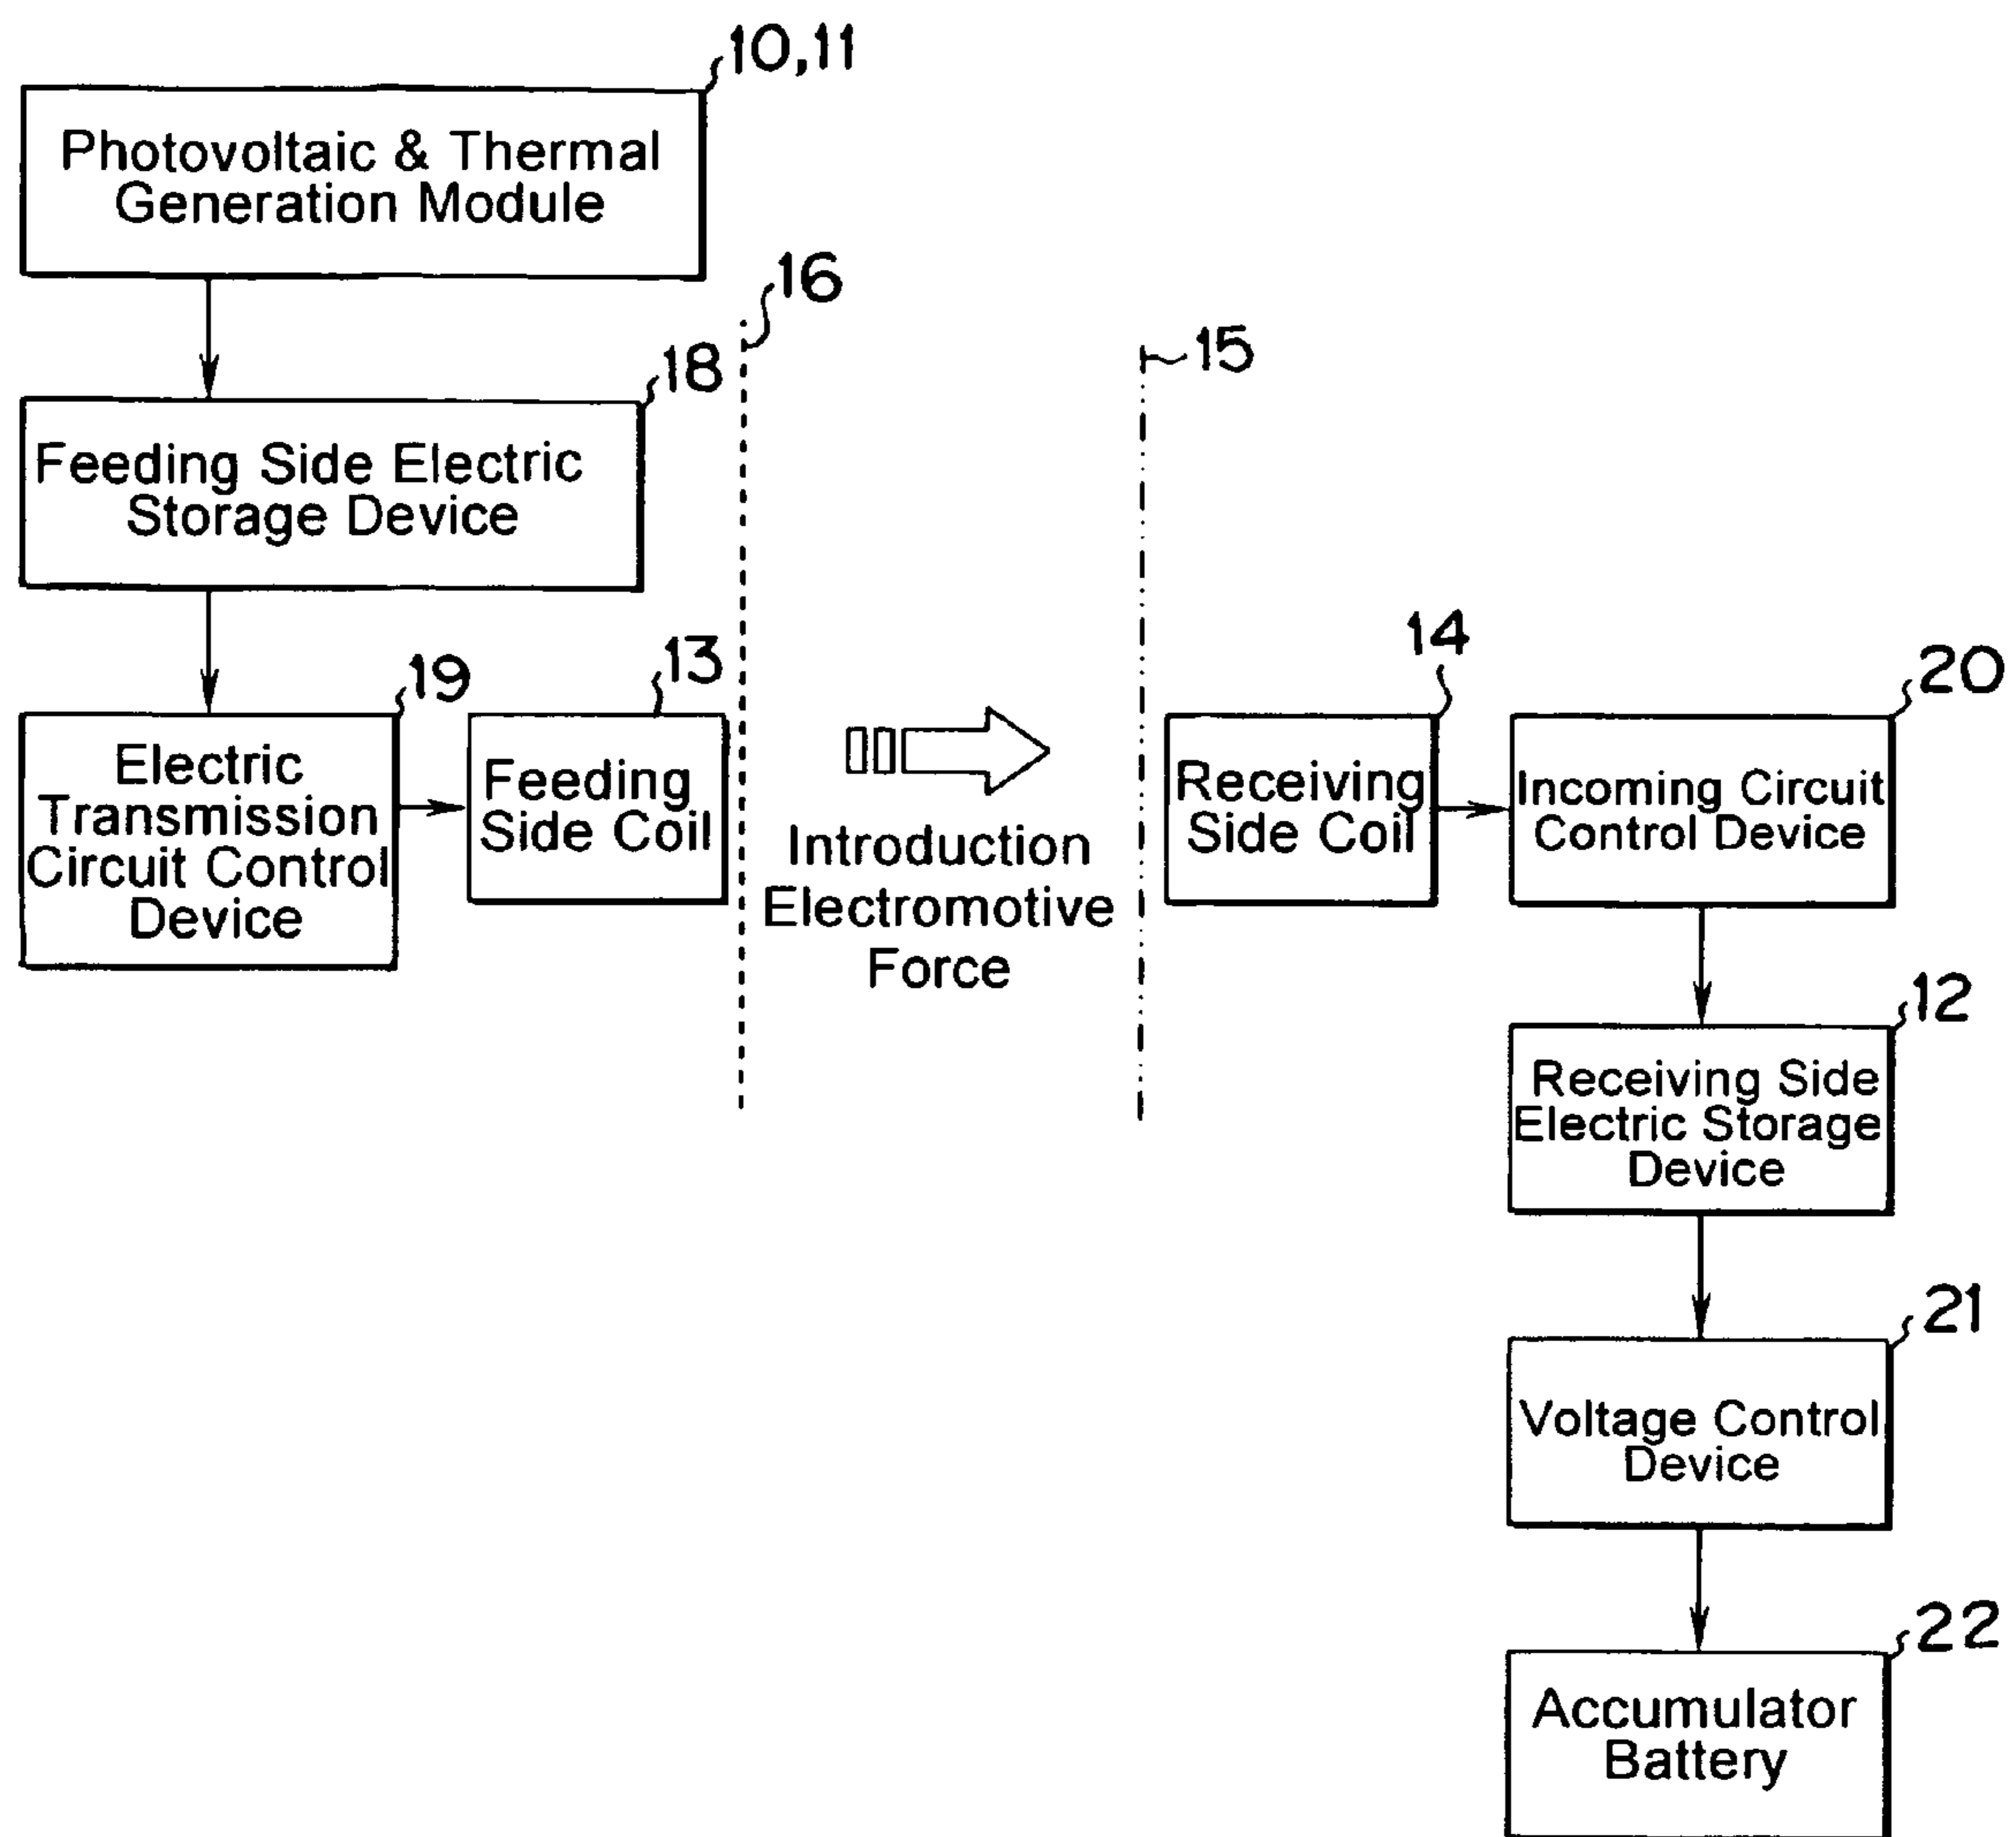 10,11
Photovoltaic & Thermal
Generation Module
16
15
18
Feeding Side Electric
Storage Device
19
13
14
20
Electric
Transmission
Circuit Control
Device
Feeding
Side Coil
Introduction
Electromotive
Force
Receiving
Side Coil
Incoming Circuit
Control Device
12
Receiving Side
Electric Storage
Device
21
Voltage Control
Device
22
Accumulator
Battery